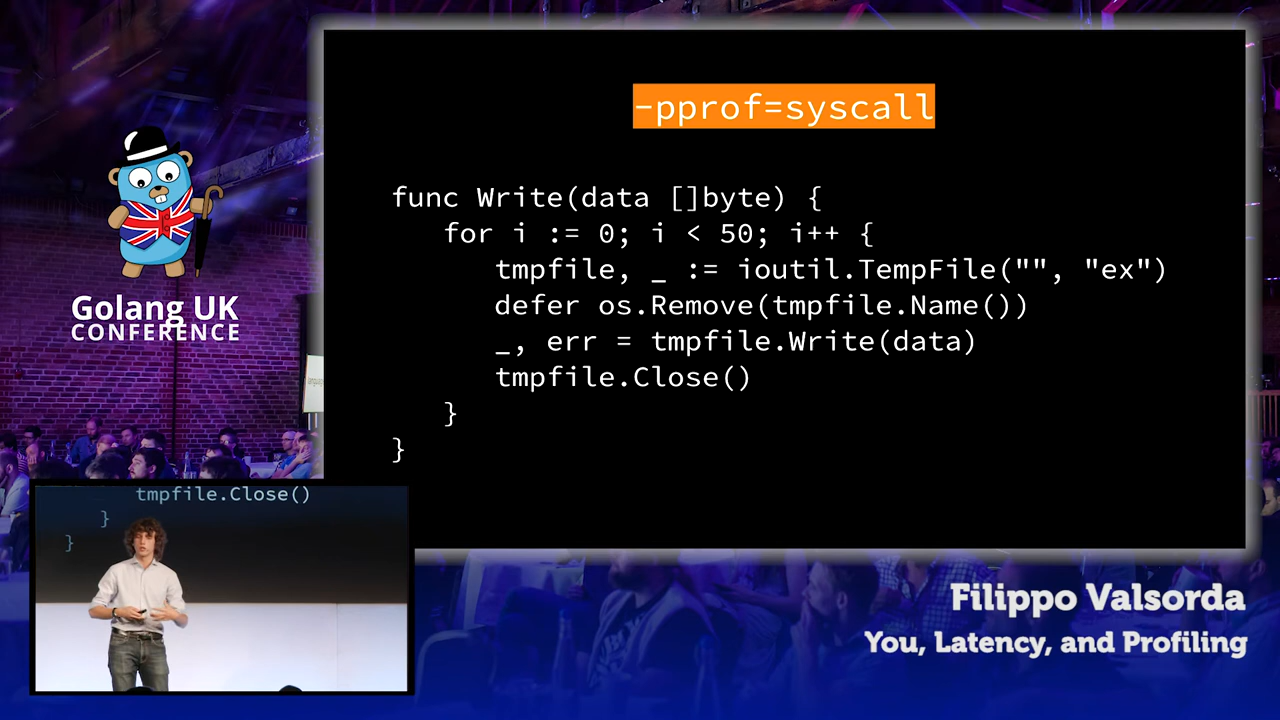 -pprof=syscall
func Write(data []byte) {
for i := 0; i < 50; i++ {
tmpfile, _ := ioutil.TempFile("", "ex")
defer os.Remove(tmpfile.Name())
_, err = tmpfile.Write(data)
tmpfile.Close()
}
}
Golang UK
CONFERENCE
tmpfile.Close()
}
}
Filippo Valsorda
You, Latency, and Profiling